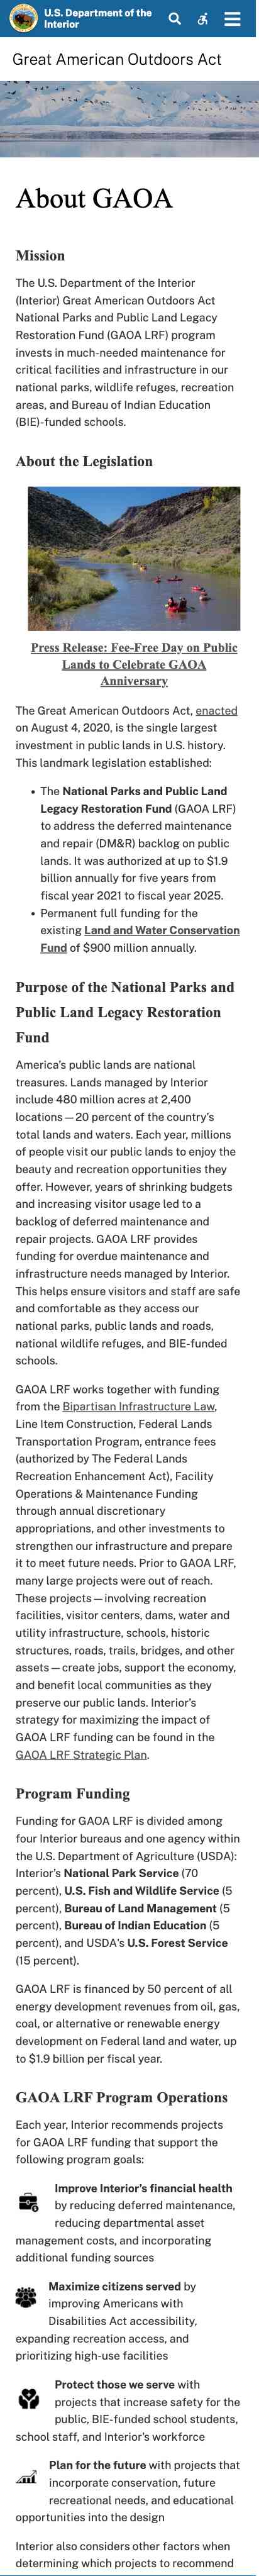 U.S. Department of the
Interior
Great American Outdoors Act
About GAOA
Mission
The U.S. Department of the Interior
(Interior) Great American Outdoors Act
National Parks and Public Land Legacy
Restoration Fund (GAOA LRF) program
invests in much-needed maintenance for
critical facilities and infrastructure in our
national parks, wildlife refuges, recreation
areas, and Bureau of Indian Education
(BIE)-funded schools.
About the Legislation
Press Release: Fee-Free Day on Public
Lands to Celebrate GAOA
Anniversary
The Great American Outdoors Act, enacted
on August 4, 2020, is the single largest
investment in public lands in U.S. history.
This landmark legislation established:
• The National Parks and Public Land
Legacy Restoration Fund (GAOA LRF)
to address the deferred maintenance
and repair (DM&R) backlog on public
lands. It was authorized at up to $1.9
billion annually for five years from
fiscal year 2021 to fiscal year 2025.
• Permanent full funding for the
existing Land and Water Conservation
Fund of $900 million annually.
Purpose of the National Parks and
Public Land Legacy Restoration
Fund
America's public lands are national
treasures. Lands managed by Interior
include 480 million acres at 2,400
locations — 20 percent of the country's
total lands and waters. Each year, millions
of people visit our public lands to enjoy the
beauty and recreation opportunities they
offer. However, years of shrinking budgets
and increasing visitor usage led to a
backlog of deferred maintenance and
repair projects. GAOA LRF provides
funding for overdue maintenance and
infrastructure needs managed by Interior.
This helps ensure visitors and staff are safe
and comfortable as they access our
national parks, public lands and roads,
national wildlife refuges, and BIE-funded
schools.
GAOA LRF works together with funding
from the Bipartisan Infrastructure Law,
Line Item Construction, Federal Lands
Transportation Program, entrance fees
(authorized by The Federal Lands
Recreation Enhancement Act), Facility
Operations & Maintenance Funding
through annual discretionary
appropriations, and other investments to
strengthen our infrastructure and prepare
it to meet future needs. Prior to GAOA LRF,
many large projects were out of reach.
These projects — involving recreation
facilities, visitor centers, dams, water and
utility infrastructure, schools, historic
structures, roads, trails, bridges, and other
assets — create jobs, support the economy,
and benefit local communities as they
preserve our public lands. Interior's
strategy for maximizing the impact of
GAOA LRF funding can be found in the
GAOA LRF Strategic Plan.
Program Funding
Funding for GAOA LRF is divided among
four Interior bureaus and one agency within
the U.S. Department of Agriculture (USDA):
Interior's National Park Service (70
percent), U.S. Fish and Wildlife Service (5
percent), Bureau of Land Management (5
percent), Bureau of Indian Education (5
percent), and USDA's U.S. Forest Service
(15 percent).
GAOA LRF is financed by 50 percent of all
energy development revenues from oil, gas,
coal, or alternative or renewable energy
development on Federal land and water, up
to $1.9 billion per fiscal year.
GAOA LRF Program Operations
Each year, Interior recommends projects
for GAOA LRF funding that support the
following program goals:
Improve Interior's financial health
by reducing deferred maintenance,
reducing departmental asset
management costs, and incorporating
additional funding sources
Maximize citizens served by
improving Americans with
Disabilities Act accessibility,
expanding recreation access, and
prioritizing high-use facilities
Protect those we serve with
projects that increase safety for the
public, BIE-funded school students,
school staff, and Interior's workforce
Plan for the future with projects that
incorporate conservation, future
recreational needs, and educational
opportunities into the design
Interior also considers other factors when
determining which projects to recommend